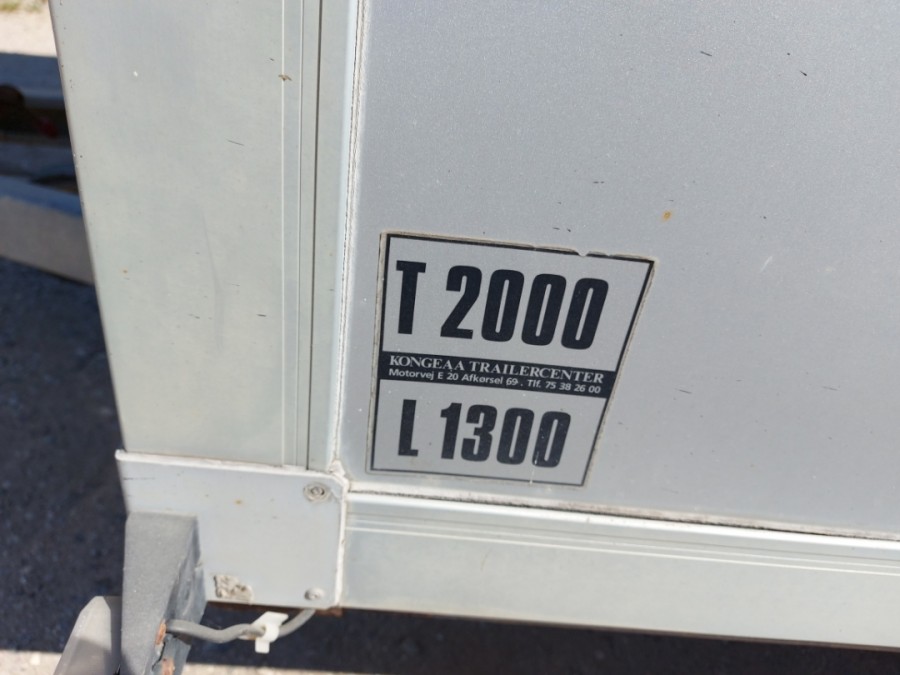 T 2000
KONGEAA TRAILERCENTER
Motorvej E 20 Afkørsel 69. Tlf. 75 38 26 00
L 1300